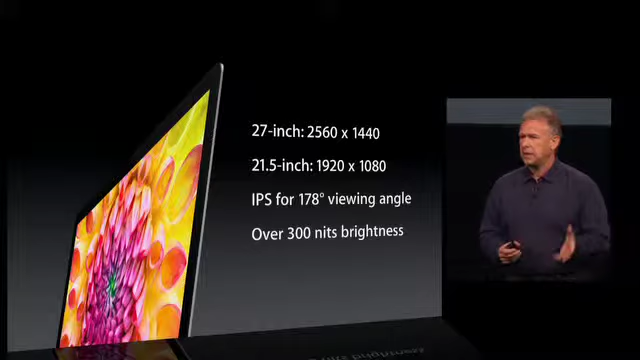 27-inch: 2560 x 1440
21.5-inch: 1920 x 1080
IPS for 178° viewing angle
Over 300 nits brightness